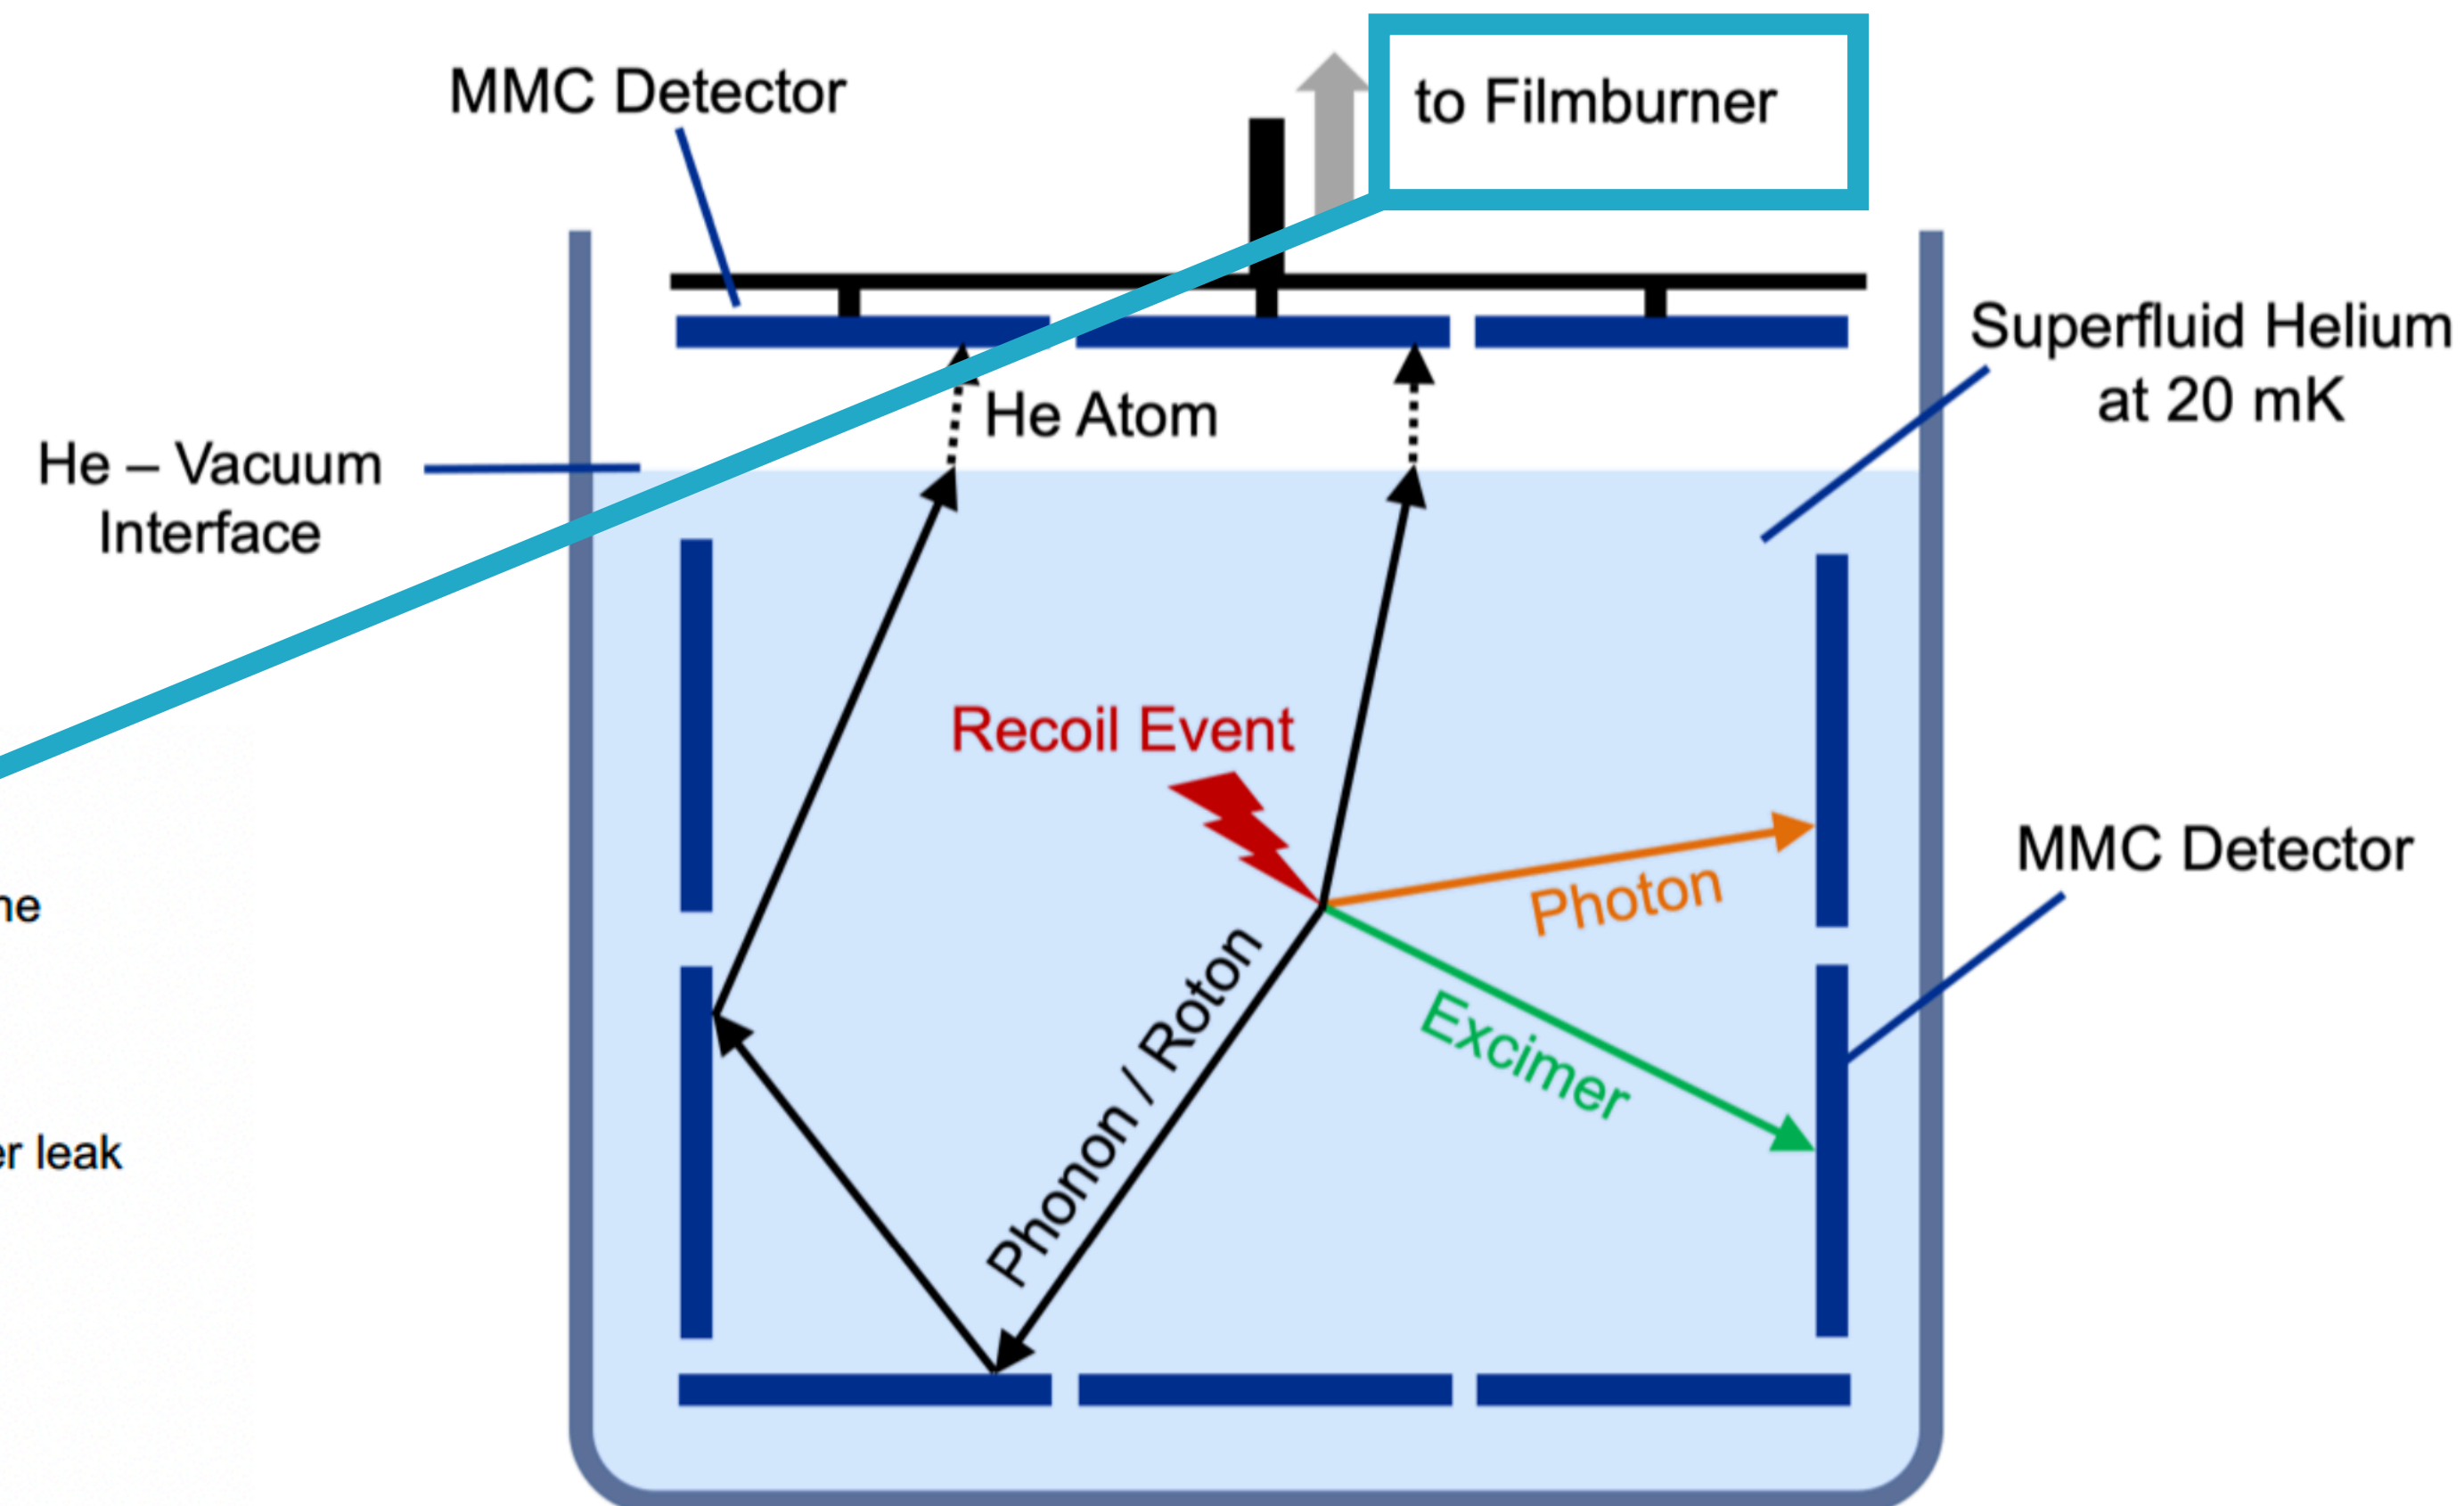 MMC Detector
to Filmburner
Superfluid Helium
at 20 mK
He Atom
He – Vacuum
Interface
Recoil Event
Photon
MMC Detector
Excimer
Phonon / Roton
leak